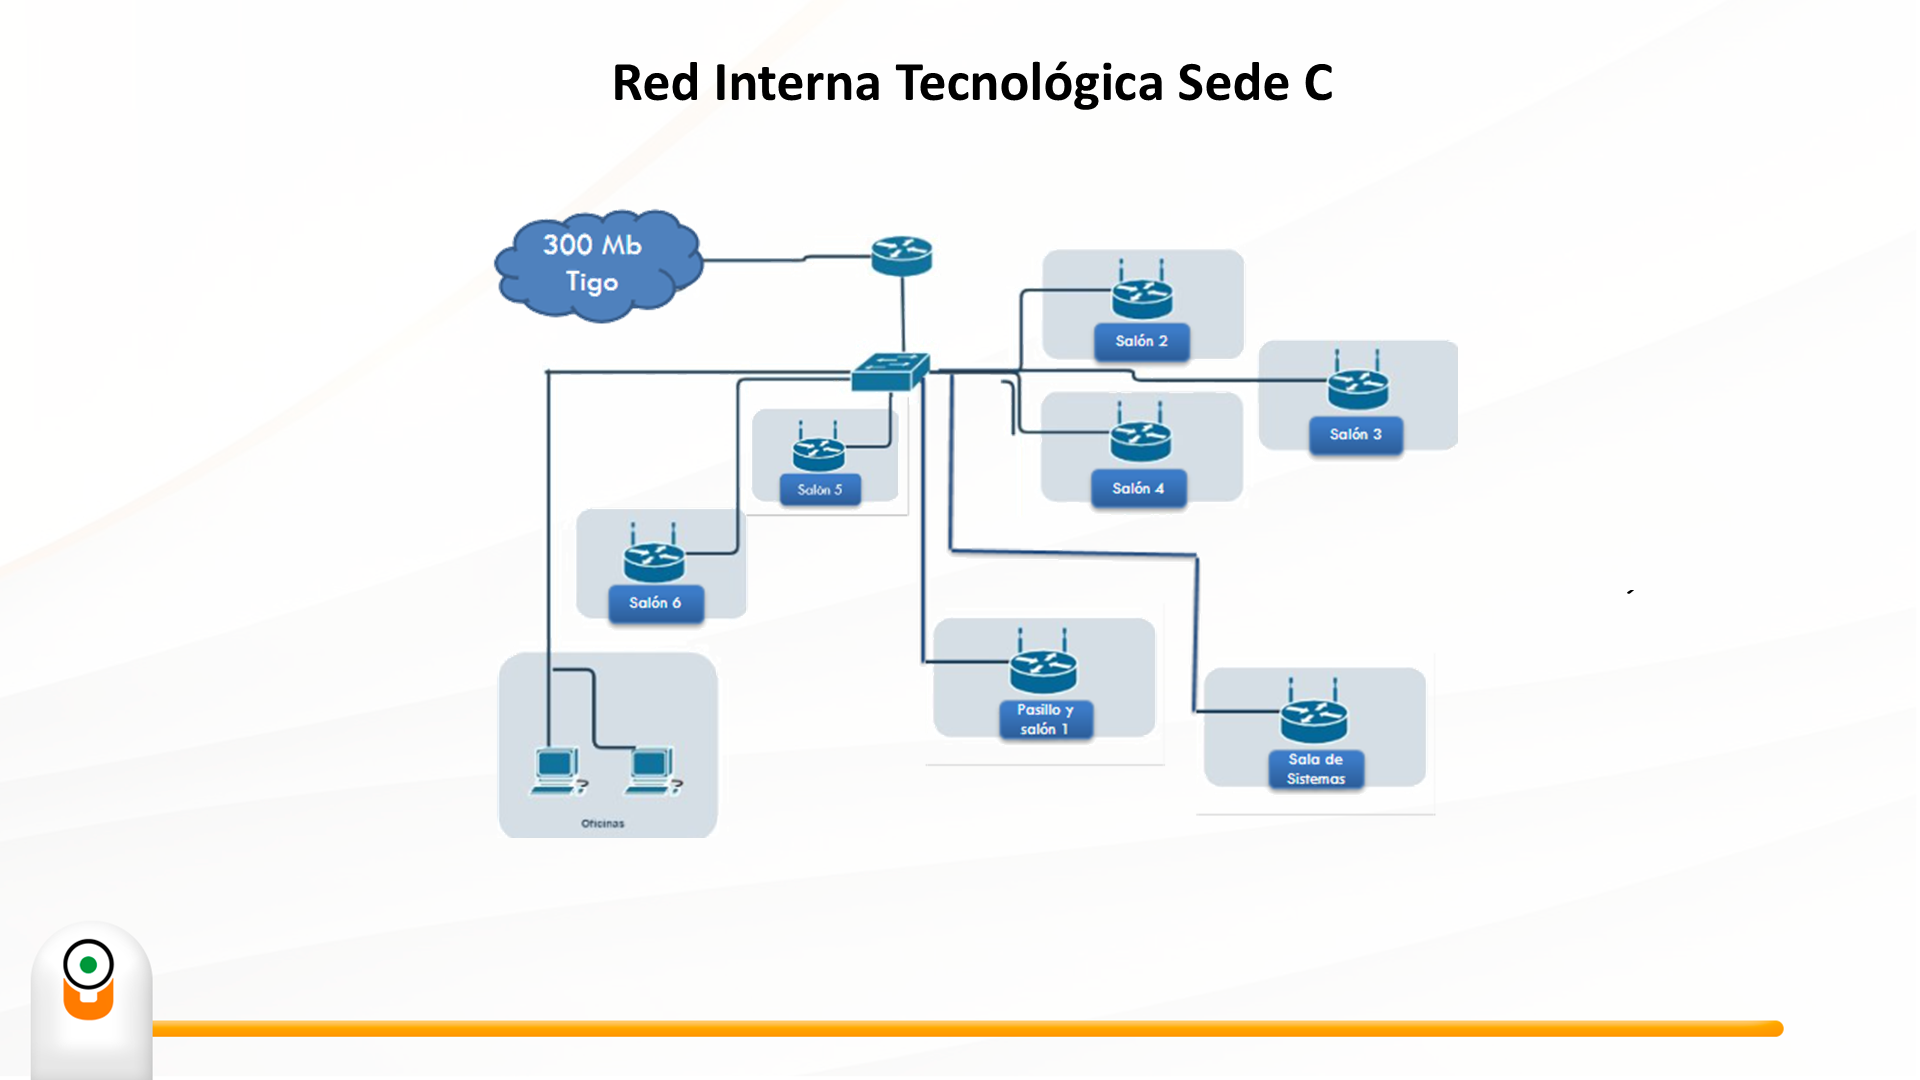 Red Interna Tecnológica Sede C
300 Mb
Tigo
Salón 2
Salón 3
Salón 4
Salón 5
Salón 6
Pasillo y
salón 1
Sala de
Sistemas
Oficinas